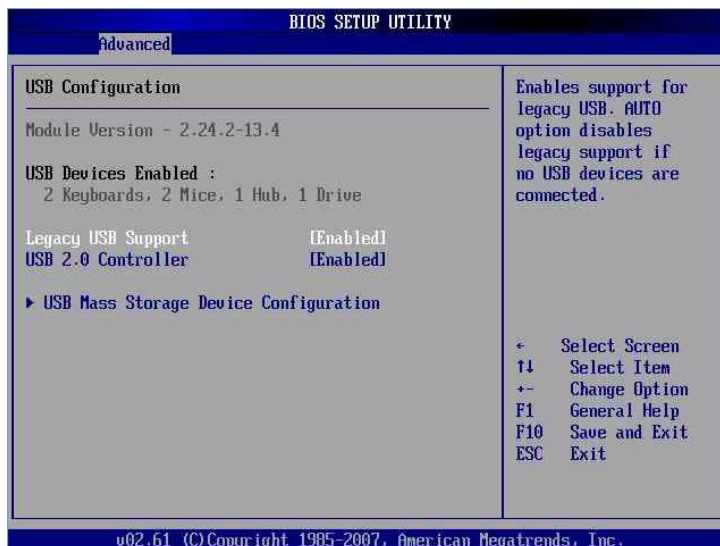 BIOS SETUP UTILITY
Advanced
USB Configuration
Module Version - 2.24.2-13.4
USB Devices Enabled :
2 Keyboards, 2 Mice, 1 Hub, 1 Drive
Legacy USB Support [Enabled]
USB 2.0 Controller [Enabled]
▶ USB Mass Storage Device Configuration
Enables support for
legacy USB. AUTO
option disables
legacy support if
no USB devices are
connected.
← Select Screen
↑↓ Select Item
+- Change Option
F1 General Help
F10 Save and Exit
ESC Exit
v02.61 (C)Copyright 1985-2007, American Megatrends, Inc.